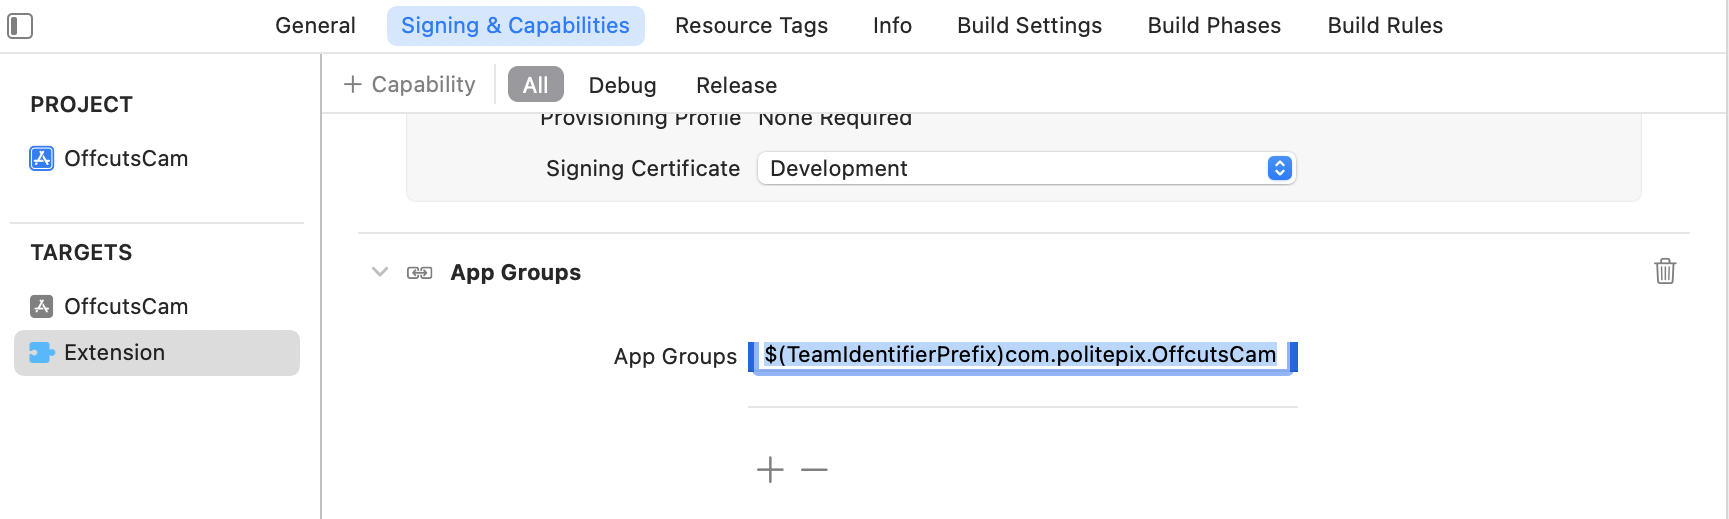 General Signing & Capabilities Resource Tags Info Build Settings Build Phases Build Rules
+ Capability All Debug Release
PROJECT
OffcutsCam
TARGETS
OffcutsCam
Extension
Provisioning Profile None Required
Signing Certificate Development
App Groups
App Groups $(TeamIdentifierPrefix)com.politepix.OffcutsCam
+ −